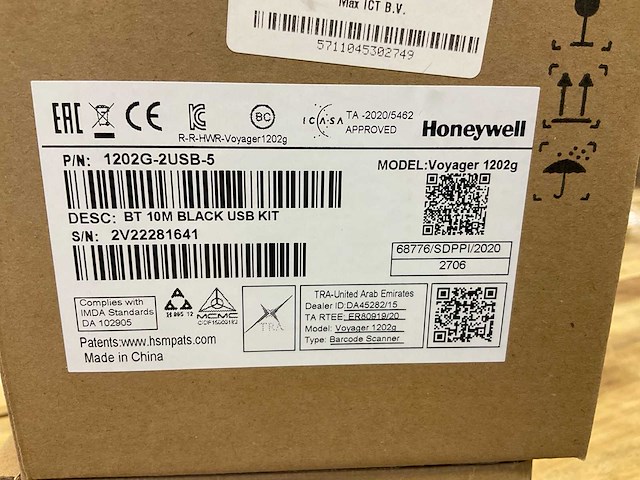 Max ICT B.V.
5711045302749
EAC CE BC ICASA TA -2020/5462
APPROVED
R-R-HWR-Voyager1202g
Honeywell
P/N: 1202G-2USB-5
MODEL:Voyager 1202g
DESC: BT 10M BLACK USB KIT
S/N: 2V22281641
68776/SDPPI/2020
2706
Complies with
IMDA Standards
DA 102905
MCMC
TRA
TRA-United Arab Emirates
Dealer ID:DA45282/15
TA RTEE: ER80919/20
Model: Voyager 1202g
Type: Barcode Scanner
Patents:www.hsmpats.com
Made in China